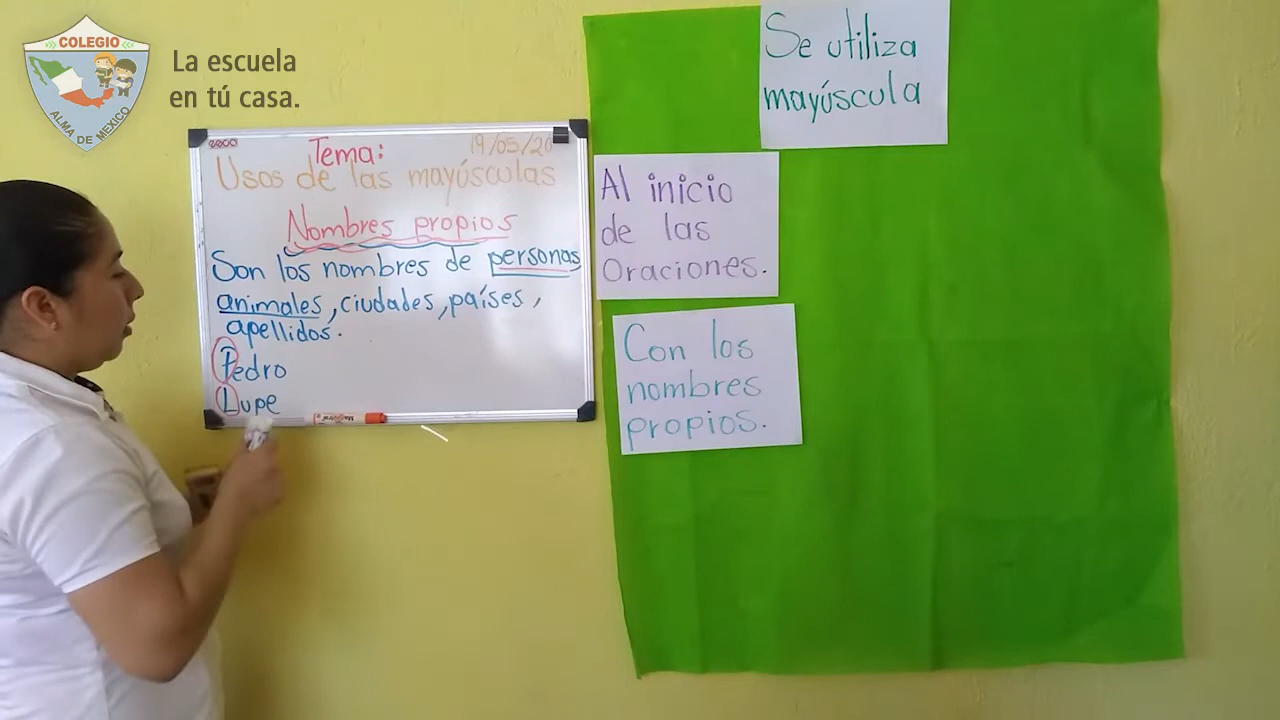 COLEGIO
ALMA DE MEXICO
La escuela
en tú casa.
Tema:
19/05/20
Usos de las mayúsculas
Nombres propios
Son los nombres de personas
animales, ciudades, países,
apellidos.
Pedro
Lupe
Se utiliza
mayúscula
Al inicio
de las
Oraciones.
Con los
nombres
propios.